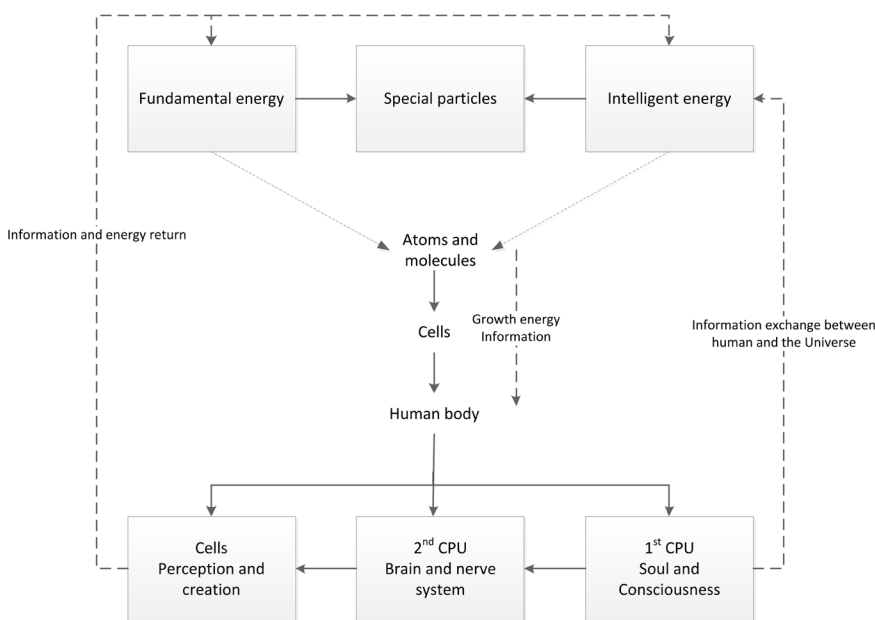 Fundamental energy
Special particles
Intelligent energy
Information and energy return
Atoms and
molecules
Growth energy
Information
Cells
Information exchange between
human and the Universe
Human body
Cells
Perception and
creation
2nd CPU
Brain and nerve
system
1st CPU
Soul and
Consciousness